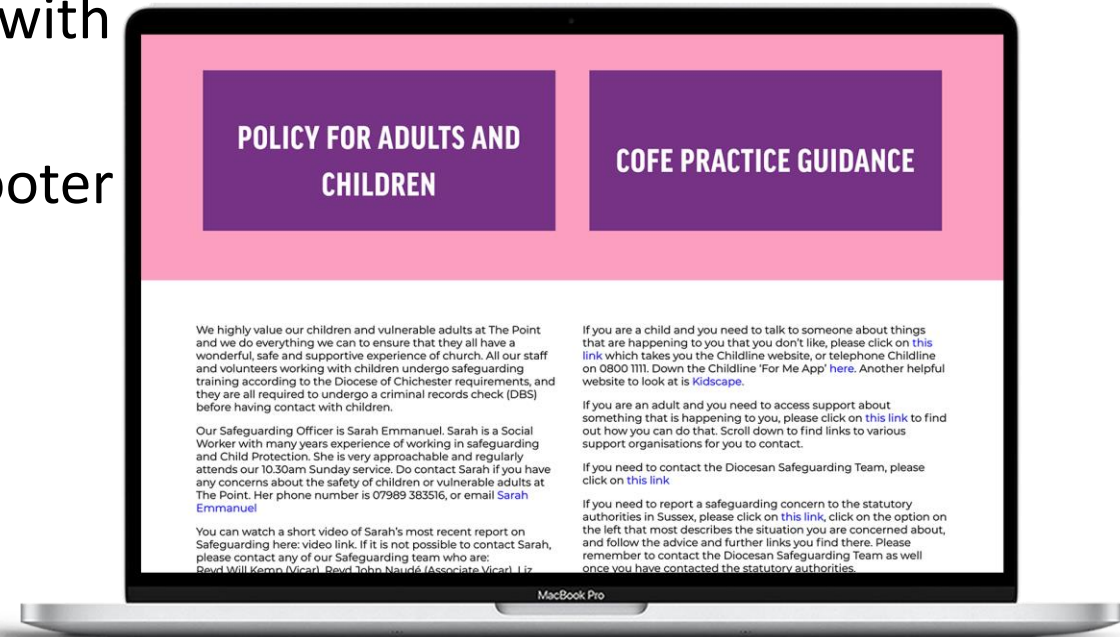 with
ooter
POLICY FOR ADULTS AND
CHILDREN
COFE PRACTICE GUIDANCE
We highly value our children and vulnerable adults at The Point
and we do everything we can to ensure that they all have a
wonderful, safe and supportive experience of church. All our staff
and volunteers working with children undergo safeguarding
training according to the Diocese of Chichester requirements, and
they are all required to undergo a criminal records check (DBS)
before having contact with children.
Our Safeguarding Officer is Sarah Emmanuel. Sarah is a Social
Worker with many years experience of working in safeguarding
and Child Protection. She is very approachable and regularly
attends our 10.30am Sunday service. Do contact Sarah if you have
any concerns about the safety of children or vulnerable adults at
The Point. Her phone number is 07989 383516, or email Sarah
Emmanuel
You can watch a short video of Sarah's most recent report on
Safeguarding here: video link. If it is not possible to contact Sarah,
please contact any of our Safeguarding team who are:
Revd Will Kemp (Vicar), Revd John Naudé (Associate Vicar), Liz
If you are a child and you need to talk to someone about things
that are happening to you that you don't like, please click on this
link which takes you the Childline website, or telephone Childline
on 0800 1111. Down the Childline 'For Me App' here. Another helpful
website to look at is Kidscape.
If you are an adult and you need to access support about
something that is happening to you, please click on this link to find
out how you can do that. Scroll down to find links to various
support organisations for you to contact.
If you need to contact the Diocesan Safeguarding Team, please
click on this link
If you need to report a safeguarding concern to the statutory
authorities in Sussex, please click on this link, click on the option on
the left that most describes the situation you are concerned about,
and follow the advice and further links you find there. Please
remember to contact the Diocesan Safeguarding Team as well
once you have contacted the statutory authorities.
MacBook Pro